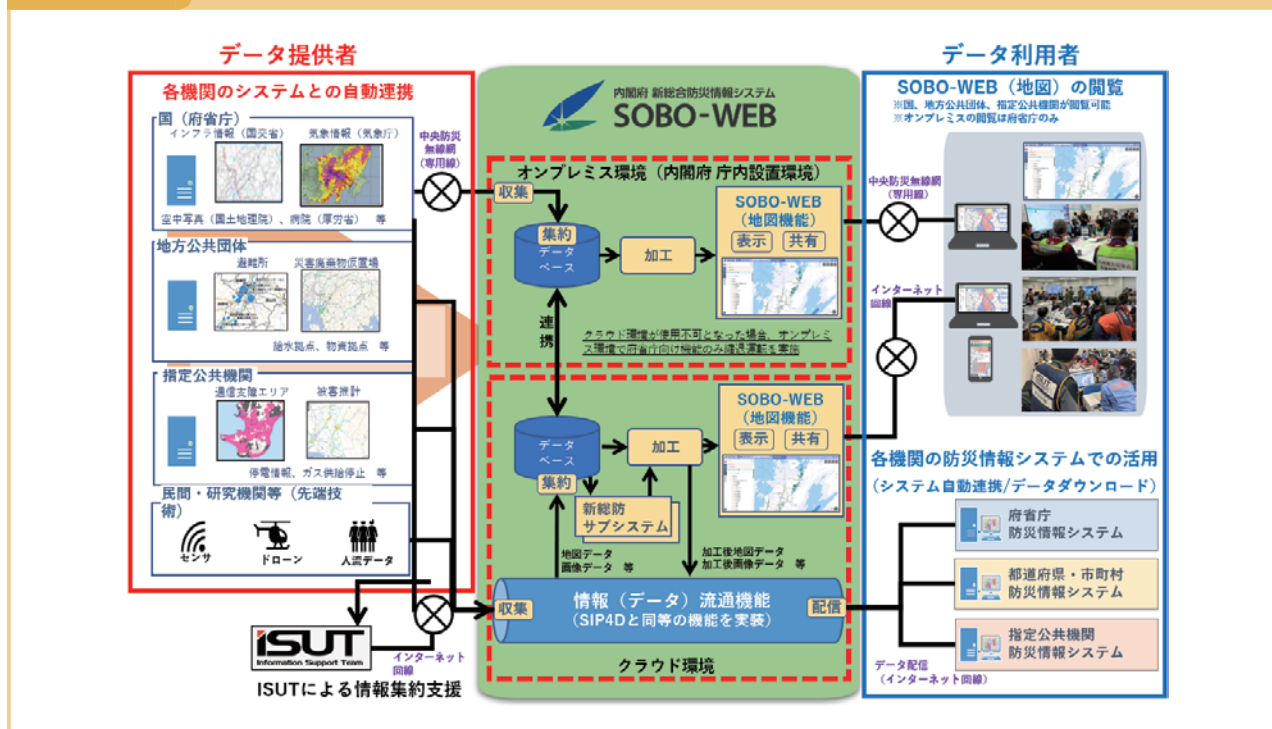 データ提供者
各機関のシステムとの自動連携
国（府省庁）
インフラ情報（国交省）
気象情報（気象庁）
空中写真（国土地理院）、病院（厚労省）　等
地方公共団体
避難所
災害廃棄物仮置場
給水拠点、物資拠点　等
指定公共機関
通信支障エリア
被害推計
停電情報、ガス供給停止　等
民間・研究機関等（先端技
術）
センサ
ドローン
人流データ
iSUT
Information Support Team
ISUTによる情報集約支援
中央防災
無線網
（専用線）
インターネット
回線
内閣府 新総合防災情報システム
SOBO-WEB
オンプレミス環境（内閣府 庁内設置環境）
収集
集約
データ
ベース
加工
SOBO-WEB
（地図機能）
表示
共有
連携
クラウド環境が使用不可となった場合、オンプレミ
ス環境で府省庁向け機能のみ縮退運転を実施
データ
ベース
集約
加工
SOBO-WEB
（地図機能）
表示
共有
新総防
サブシステム
地図データ
画像データ　等
加工後地図データ
加工後画像データ　等
収集
情報（データ）流通機能
（SIP4Dと同等の機能を実装）
配信
クラウド環境
データ利用者
SOBO-WEB（地図）の閲覧
※国、地方公共団体、指定公共機関が閲覧可能
※オンプレミスの閲覧は府省庁のみ
中央防災無線網
（専用線）
インターネット
回線
ISUT
各機関の防災情報システムでの活用
（システム自動連携/データダウンロード）
府省庁
防災情報システム
都道府県・市町村
防災情報システム
指定公共機関
防災情報システム
データ配信
（インターネット回線）